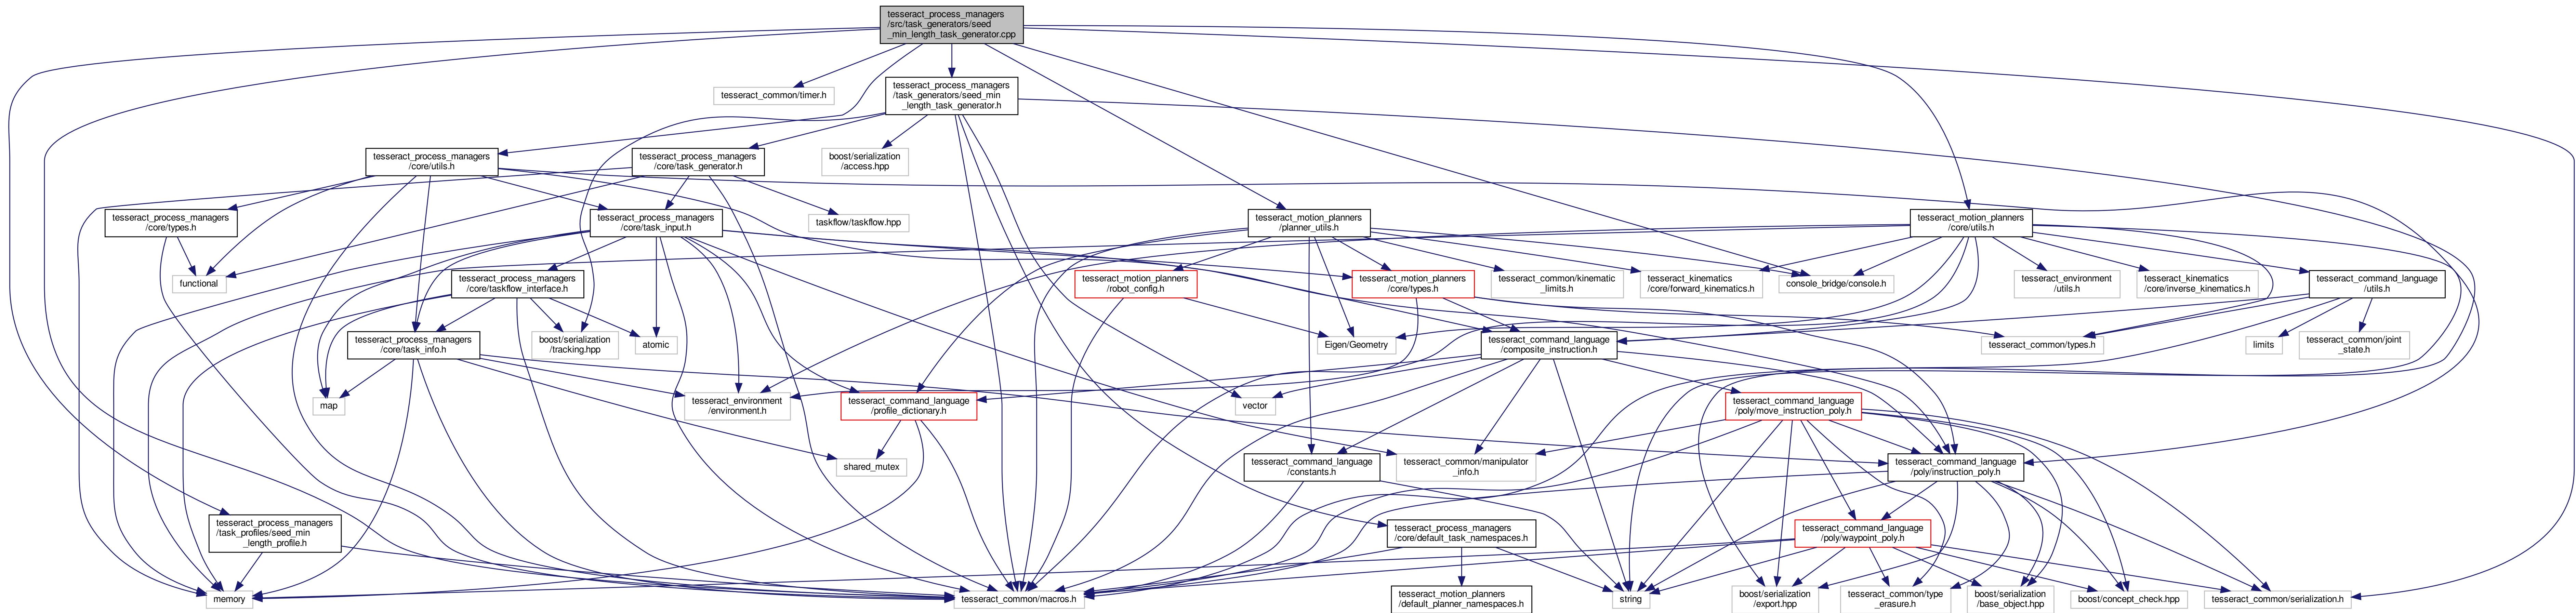 tesseract_process_managers
/src/task_generators/seed
_min_length_task_generator.cpp
tesseract_common/timer.h
tesseract_process_managers
/task_generators/seed_min
_length_task_generator.h
tesseract_process_managers
/core/utils.h
tesseract_process_managers
/core/task_generator.h
boost/serialization
/access.hpp
tesseract_process_managers
/core/types.h
tesseract_process_managers
/core/task_input.h
taskflow/taskflow.hpp
tesseract_motion_planners
/planner_utils.h
tesseract_motion_planners
/core/utils.h
functional
tesseract_process_managers
/core/taskflow_interface.h
tesseract_motion_planners
/robot_config.h
tesseract_motion_planners
/core/types.h
tesseract_common/kinematic
_limits.h
tesseract_kinematics
/core/forward_kinematics.h
console_bridge/console.h
tesseract_environment
/utils.h
tesseract_kinematics
/core/inverse_kinematics.h
tesseract_command_language
/utils.h
tesseract_process_managers
/core/task_info.h
boost/serialization
/tracking.hpp
atomic
Eigen/Geometry
tesseract_command_language
/composite_instruction.h
tesseract_common/types.h
limits
tesseract_common/joint
_state.h
map
tesseract_environment
/environment.h
tesseract_command_language
/profile_dictionary.h
vector
tesseract_command_language
/poly/move_instruction_poly.h
shared_mutex
tesseract_command_language
/constants.h
tesseract_common/manipulator
_info.h
tesseract_command_language
/poly/instruction_poly.h
tesseract_process_managers
/task_profiles/seed_min
_length_profile.h
tesseract_process_managers
/core/default_task_namespaces.h
tesseract_command_language
/poly/waypoint_poly.h
memory
tesseract_common/macros.h
tesseract_motion_planners
/default_planner_namespaces.h
string
boost/serialization
/export.hpp
tesseract_common/type
_erasure.h
boost/serialization
/base_object.hpp
boost/concept_check.hpp
tesseract_common/serialization.h